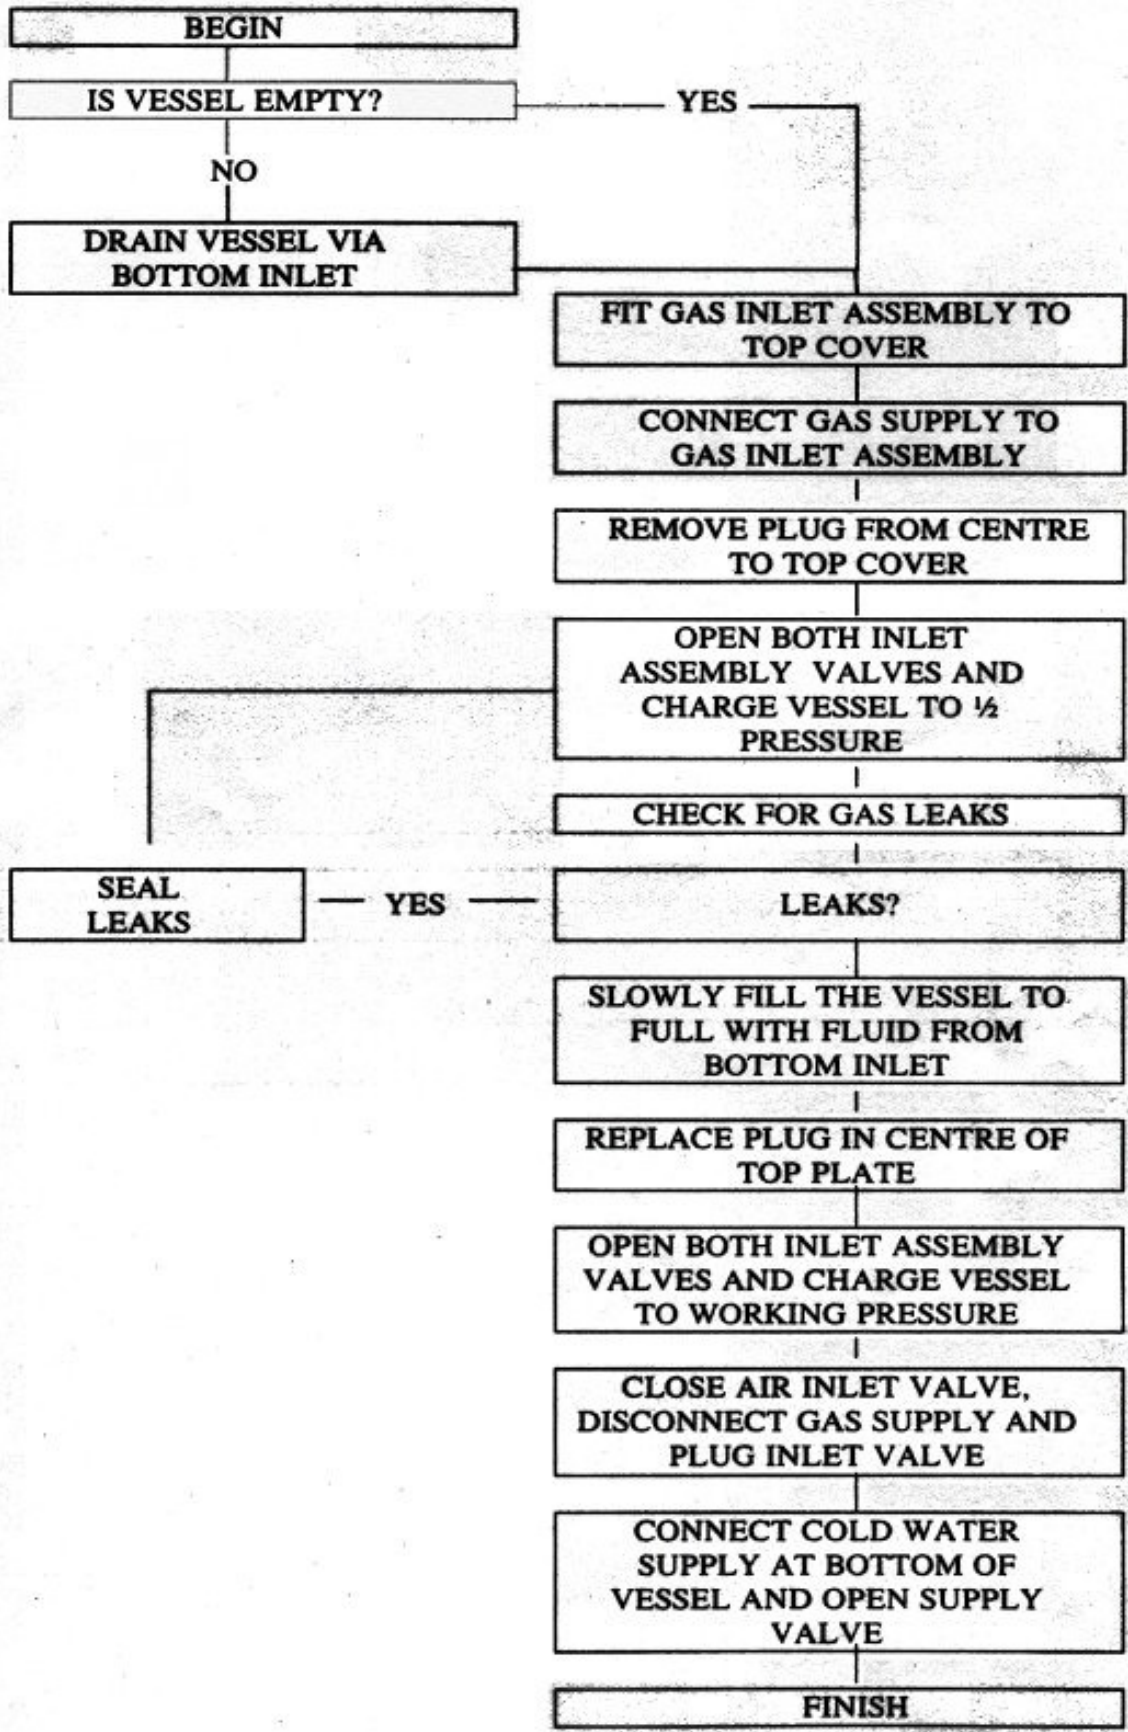 BEGIN
IS VESSEL EMPTY?
YES
NO
DRAIN VESSEL VIA
BOTTOM INLET
FIT GAS INLET ASSEMBLY TO
TOP COVER
CONNECT GAS SUPPLY TO
GAS INLET ASSEMBLY
REMOVE PLUG FROM CENTRE
TO TOP COVER
OPEN BOTH INLET
ASSEMBLY VALVES AND
CHARGE VESSEL TO ½
PRESSURE
CHECK FOR GAS LEAKS
SEAL
LEAKS
YES
LEAKS?
SLOWLY FILL THE VESSEL TO
FULL WITH FLUID FROM
BOTTOM INLET
REPLACE PLUG IN CENTRE OF
TOP PLATE
OPEN BOTH INLET ASSEMBLY
VALVES AND CHARGE VESSEL
TO WORKING PRESSURE
CLOSE AIR INLET VALVE,
DISCONNECT GAS SUPPLY AND
PLUG INLET VALVE
CONNECT COLD WATER
SUPPLY AT BOTTOM OF
VESSEL AND OPEN SUPPLY
VALVE
FINISH